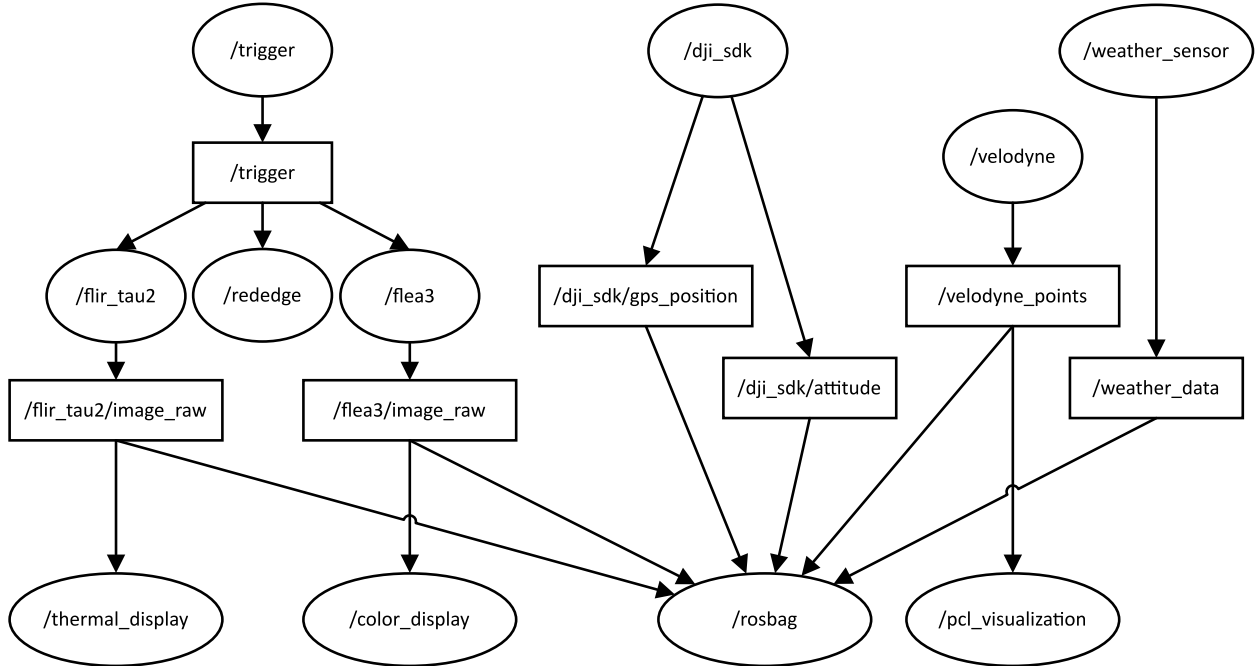 /trigger
/dji_sdk
/weather_sensor
/velodyne
/trigger
/flir_tau2
/rededge
/flea3
/dji_sdk/gps_position
/velodyne_points
/dji_sdk/attitude
/weather_data
/flir_tau2/image_raw
/flea3/image_raw
/thermal_display
/color_display
/rosbag
/pcl_visualization